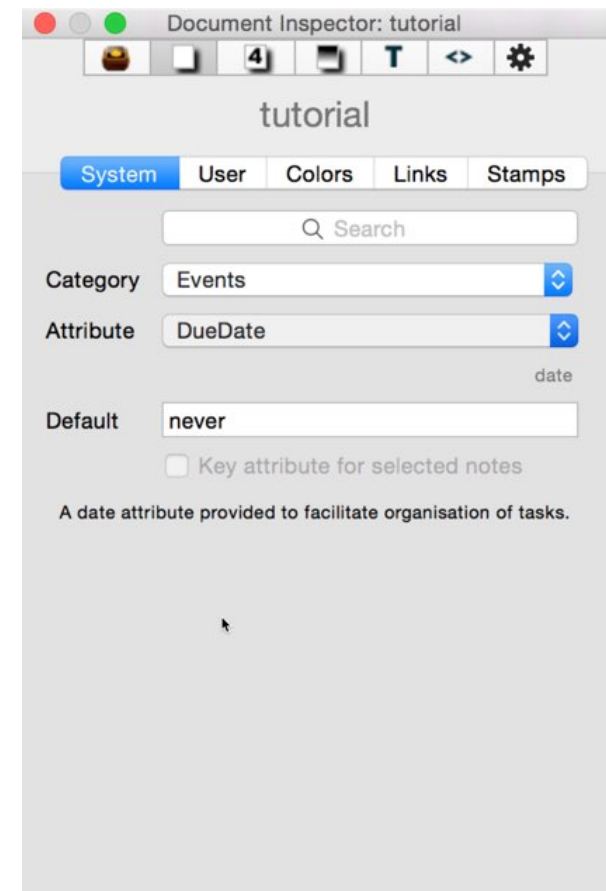 Document Inspector: tutorial
4 T <>
tutorial
System User Colors Links Stamps
Search
Category Events
Attribute DueDate
date
Default never
Key attribute for selected notes
A date attribute provided to facilitate organisation of tasks.